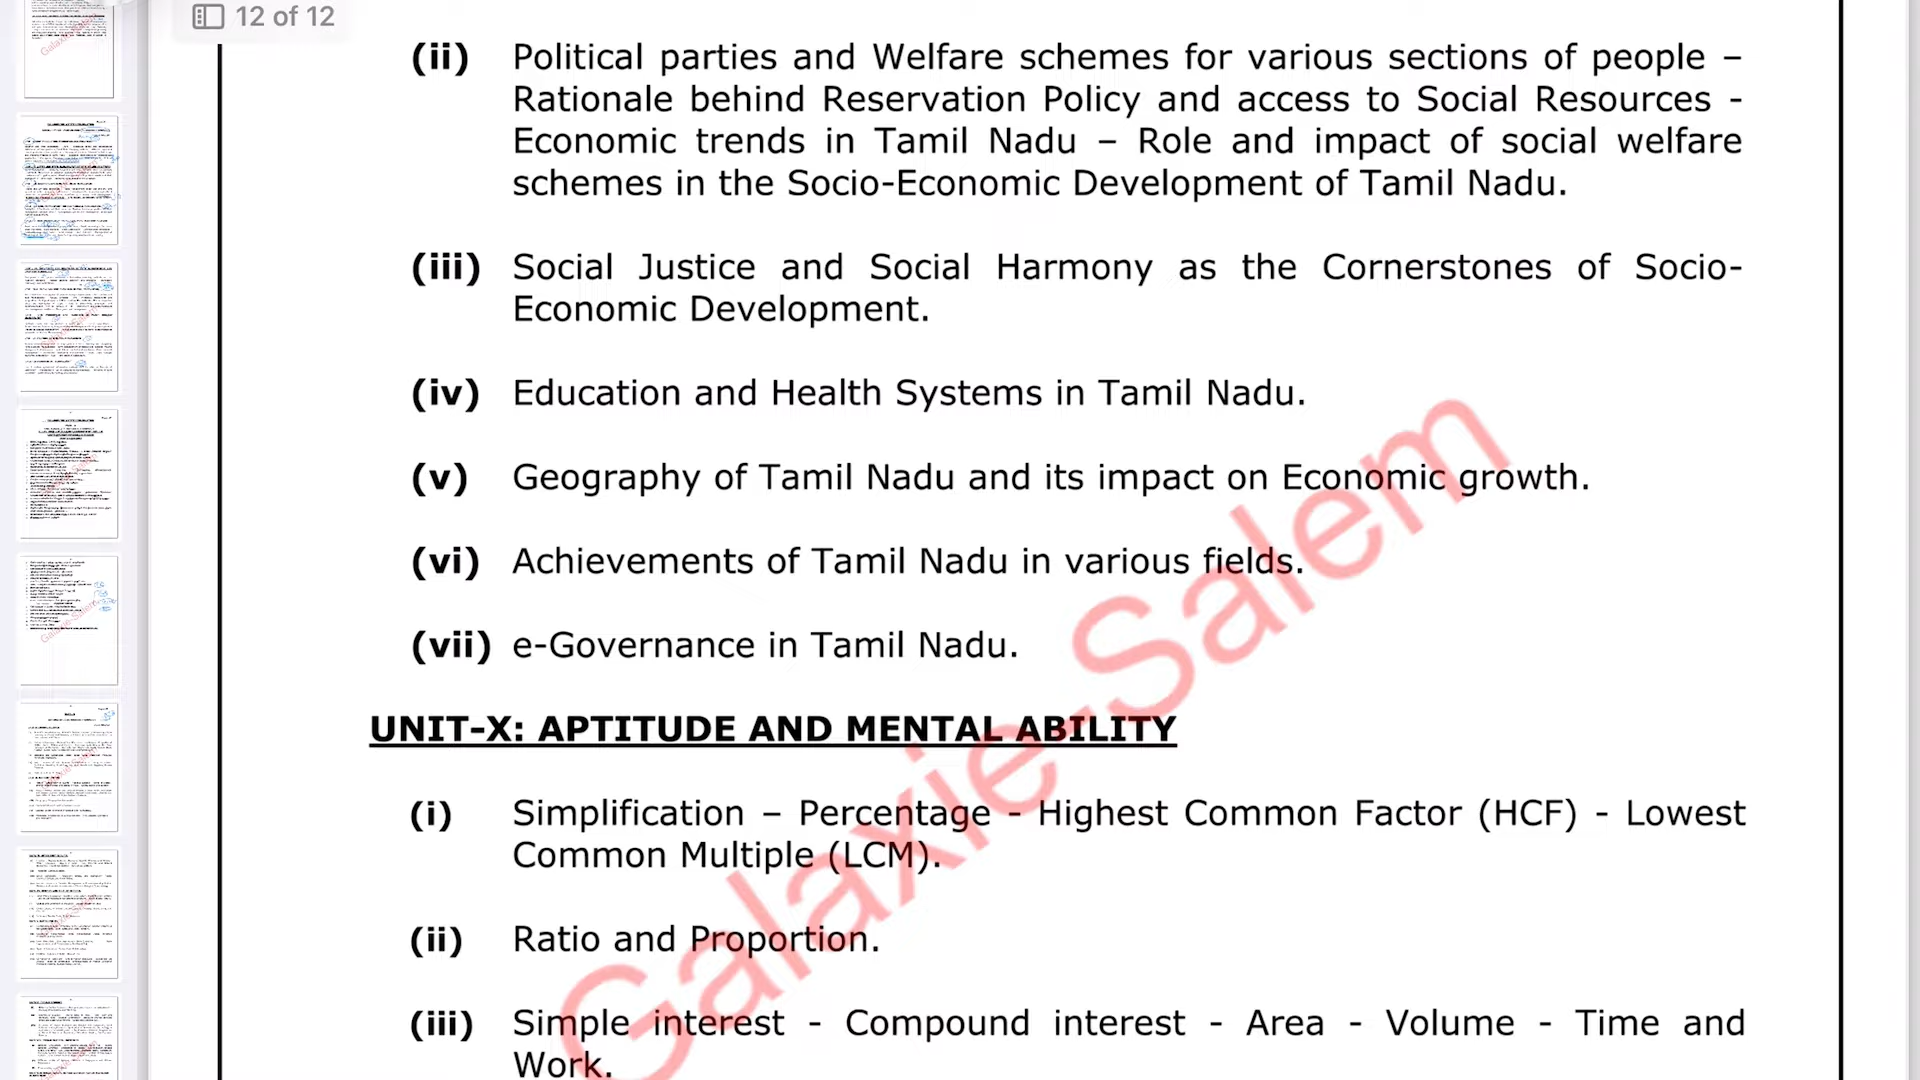 12 of 12
(ii) Political parties and Welfare schemes for various sections of people –
Rationale behind Reservation Policy and access to Social Resources -
Economic trends in Tamil Nadu – Role and impact of social welfare
schemes in the Socio-Economic Development of Tamil Nadu.
(iii) Social Justice and Social Harmony as the Cornerstones of Socio-
Economic Development.
(iv) Education and Health Systems in Tamil Nadu.
(v) Geography of Tamil Nadu and its impact on Economic growth.
(vi) Achievements of Tamil Nadu in various fields.
(vii) e-Governance in Tamil Nadu.
UNIT-X: APTITUDE AND MENTAL ABILITY
(i) Simplification – Percentage - Highest Common Factor (HCF) - Lowest
Common Multiple (LCM).
(ii) Ratio and Proportion.
(iii) Simple interest - Compound interest - Area - Volume - Time and
Work.
Galaxie-Salem